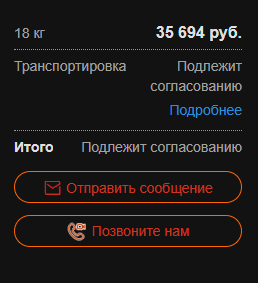 18 кг 35 694 руб.
Транспортировка Подлежит
согласованию
Подробнее
Итого Подлежит согласованию
Отправить сообщение
Позвоните нам